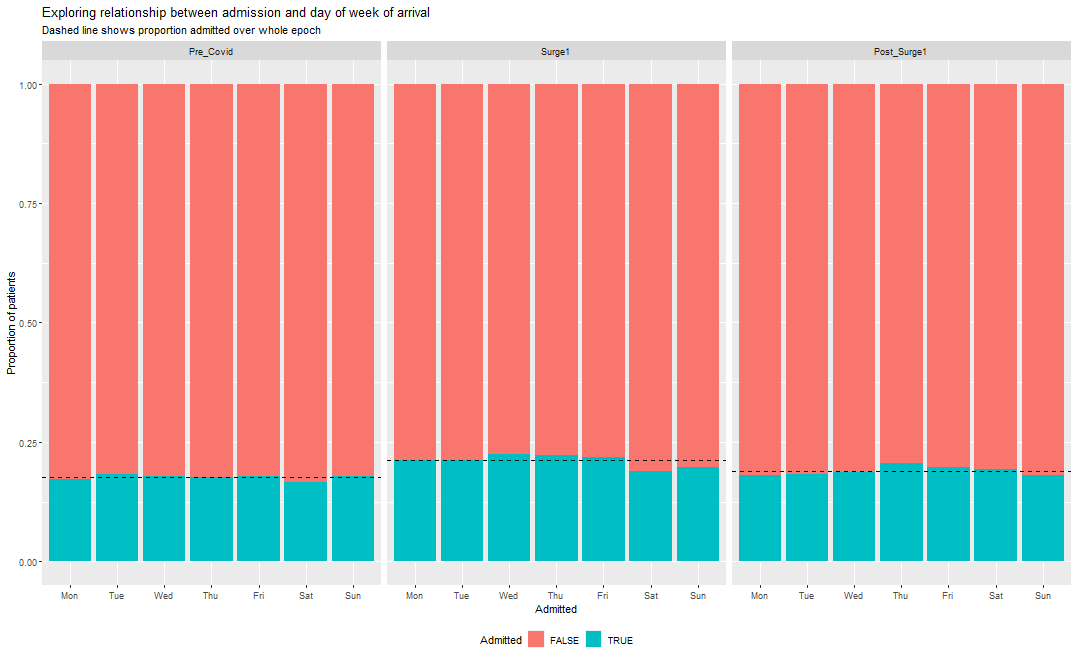 Exploring relationship between admission and day of week of arrival
Dashed line shows proportion admitted over whole epoch
Pre_Covid Surge1 Post_Surge1
Proportion of patients
1.00
0.75
0.50
0.25
0.00
Mon Tue Wed Thu Fri Sat Sun Mon Tue Wed Thu Fri Sat Sun Mon Tue Wed Thu Fri Sat Sun
Admitted
Admitted FALSE TRUE